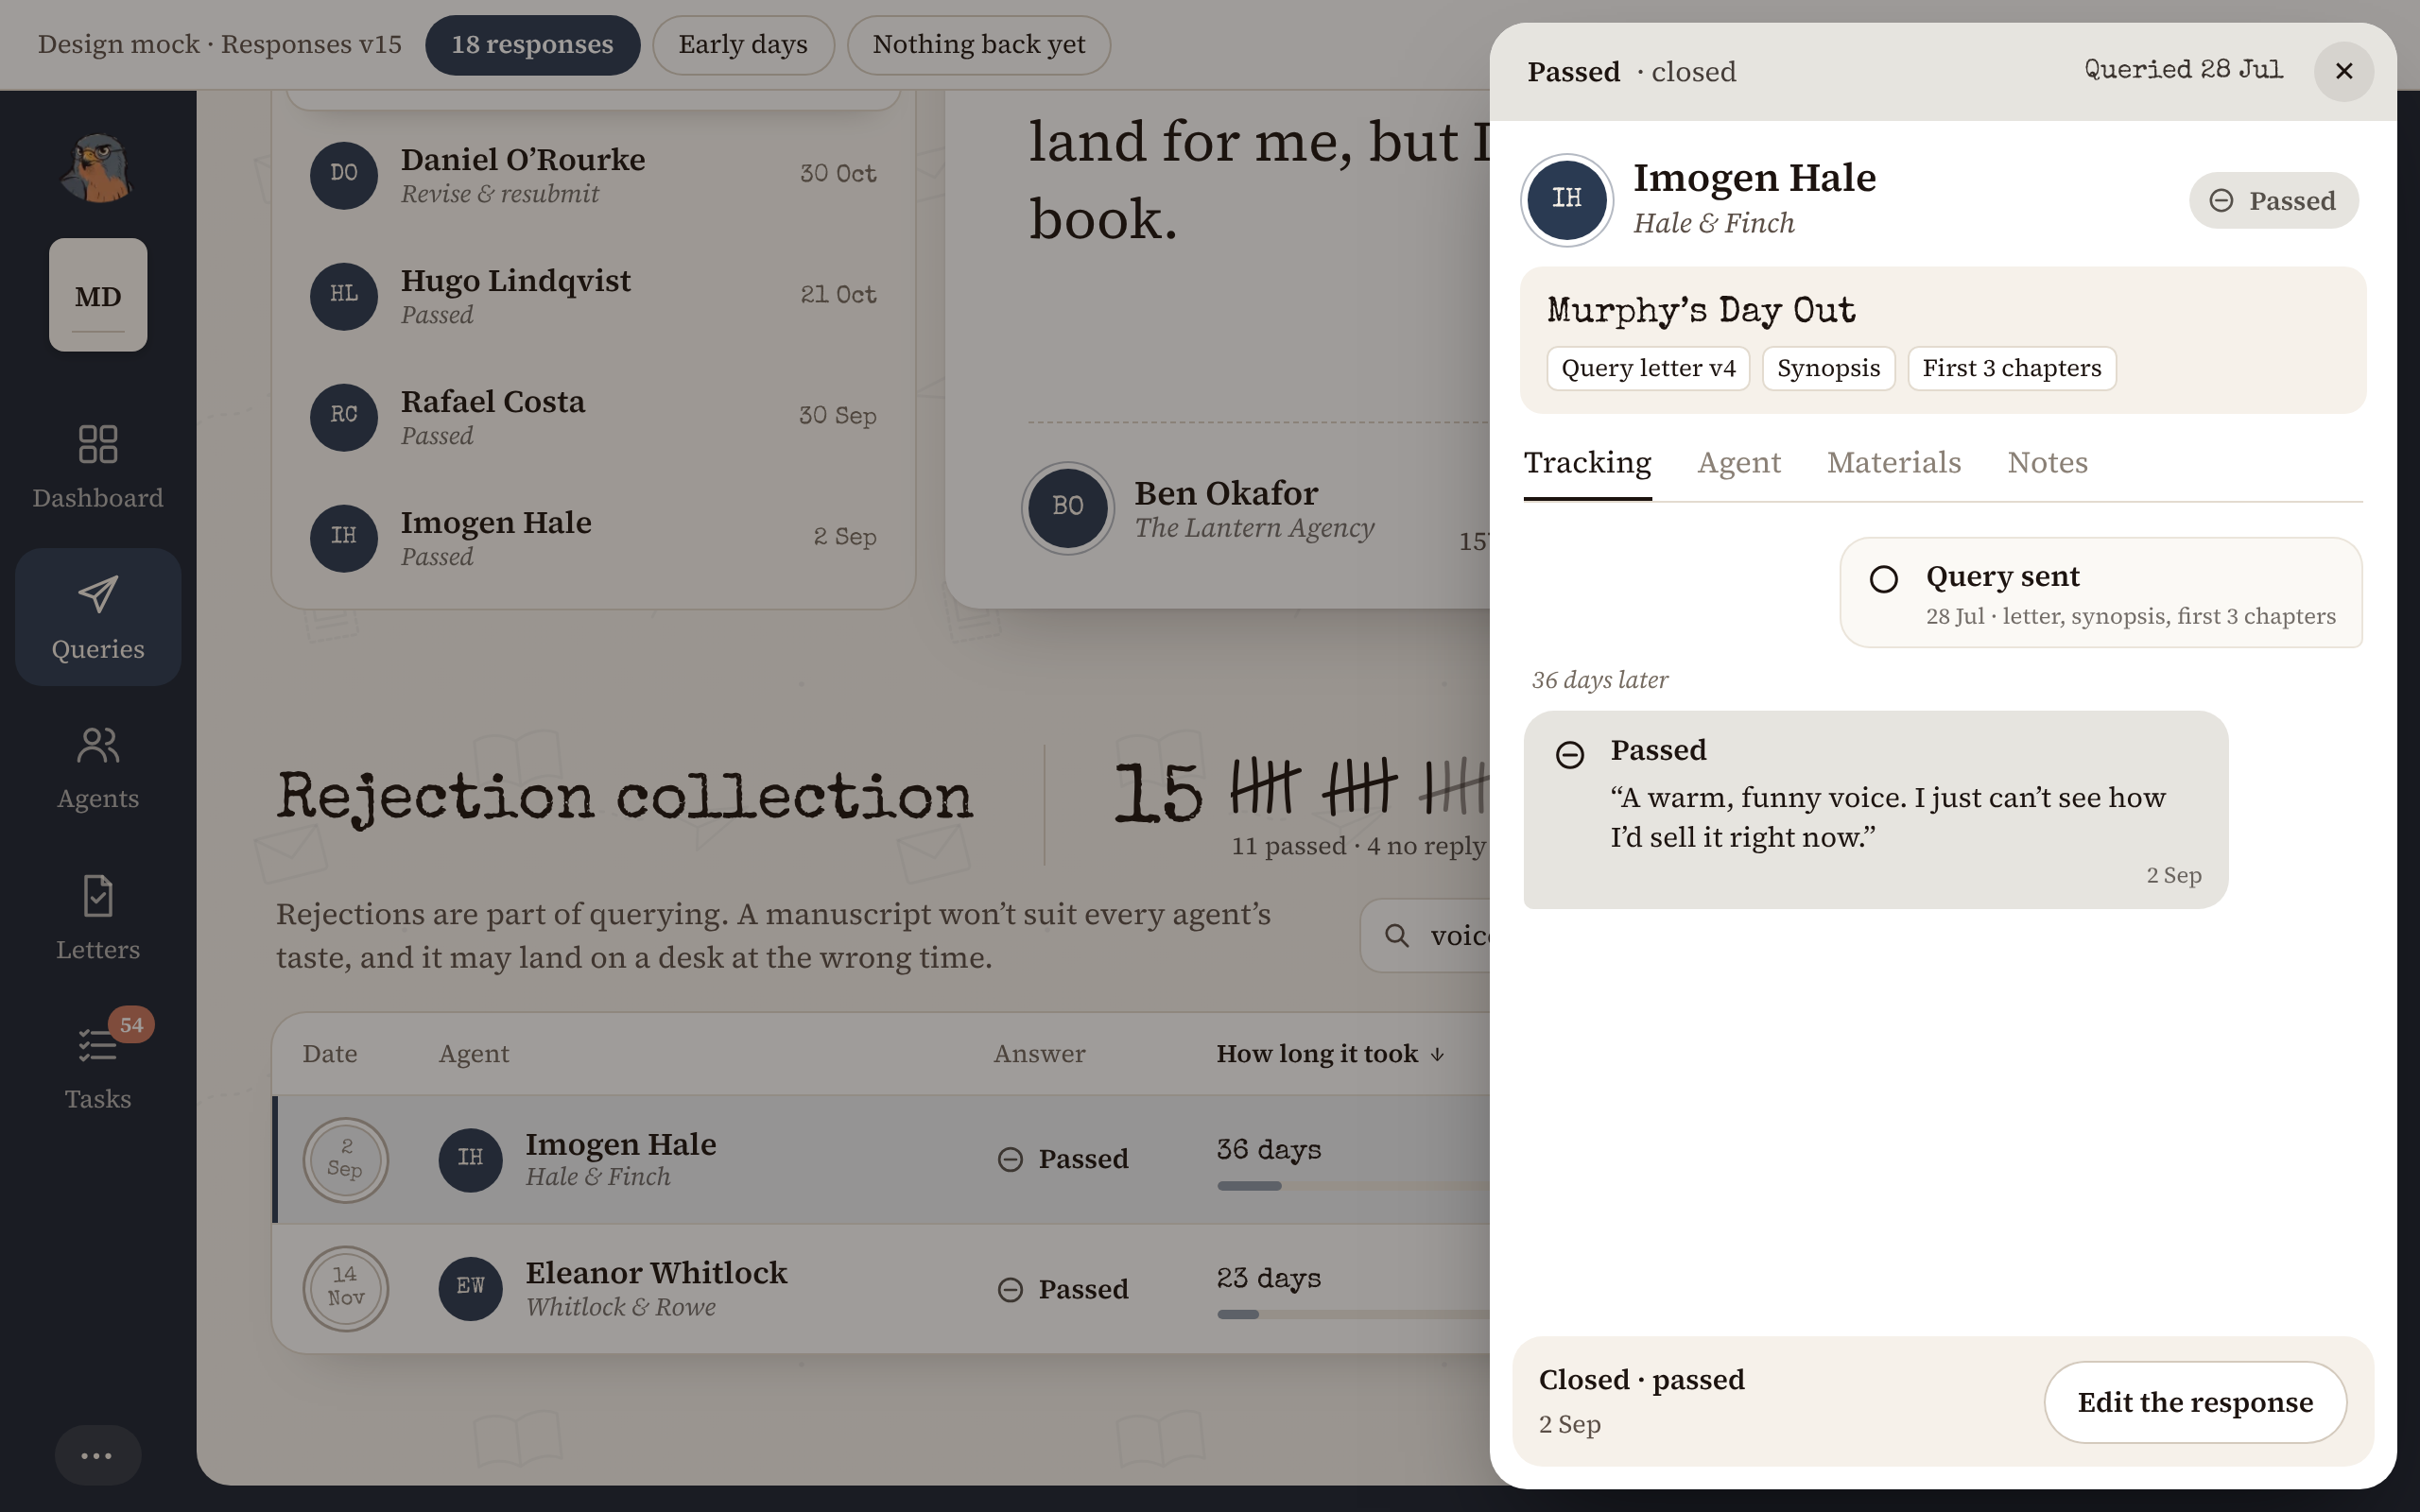 Design mock · Responses v15
18 responses
Early days
Nothing back yet
MD
Dashboard
Queries
Agents
Letters
54
Tasks
DO
Daniel O’Rourke
Revise & resubmit
30 Oct
HL
Hugo Lindqvist
Passed
21 Oct
RC
Rafael Costa
Passed
30 Sep
IH
Imogen Hale
Passed
2 Sep
land for me, but I
book.
BO
Ben Okafor
The Lantern Agency
Rejection collection
15
11 passed · 4 no reply
Rejections are part of querying. A manuscript won’t suit every agent’s
taste, and it may land on a desk at the wrong time.
Date
Agent
Answer
How long it took ↓
2
Sep
IH
Imogen Hale
Hale & Finch
Passed
36 days
14
Nov
EW
Eleanor Whitlock
Whitlock & Rowe
Passed
23 days
Passed · closed
Queried 28 Jul
IH
Imogen Hale
Hale & Finch
Passed
Murphy’s Day Out
Query letter v4
Synopsis
First 3 chapters
Tracking
Agent
Materials
Notes
Query sent
28 Jul · letter, synopsis, first 3 chapters
36 days later
Passed
“A warm, funny voice. I just can’t see how
I’d sell it right now.”
2 Sep
Closed · passed
2 Sep
Edit the response